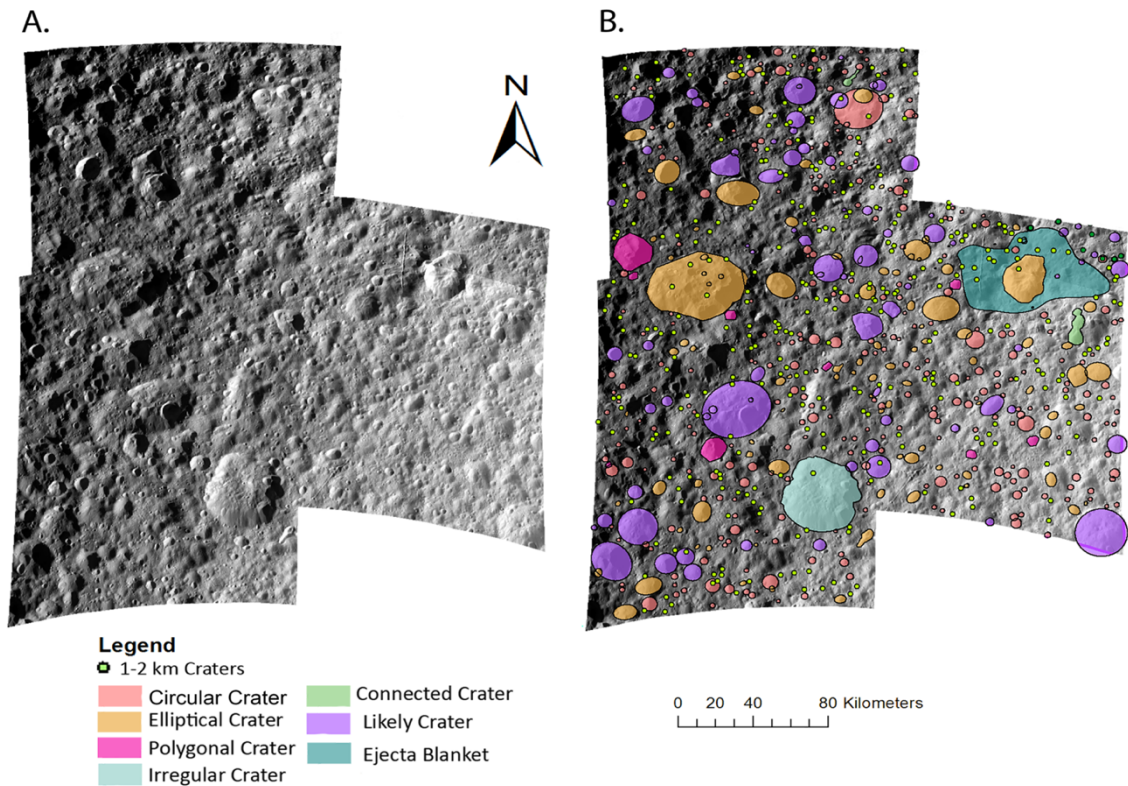 A.
B.
N
Legend
1-2 km Craters
Circular Crater
Elliptical Crater
Polygonal Crater
Irregular Crater
Connected Crater
Likely Crater
Ejecta Blanket
0 20 40 80 Kilometers